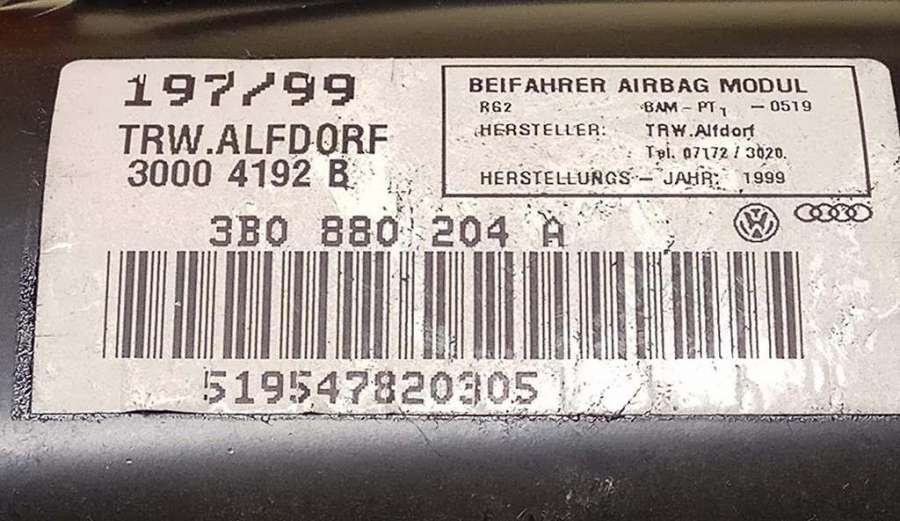 197/99
TRW.ALFDORF
3000 4192 B
BEIFAHRER AIRBAG MODUL
RG2 BAM - PT1 - 0519
HERSTELLER: TRW.Alfdorf
Tel. 07172 / 3020.
HERSTELLUNGS - JAHR: 1999
3B0 880 204 A
VW
519547820305